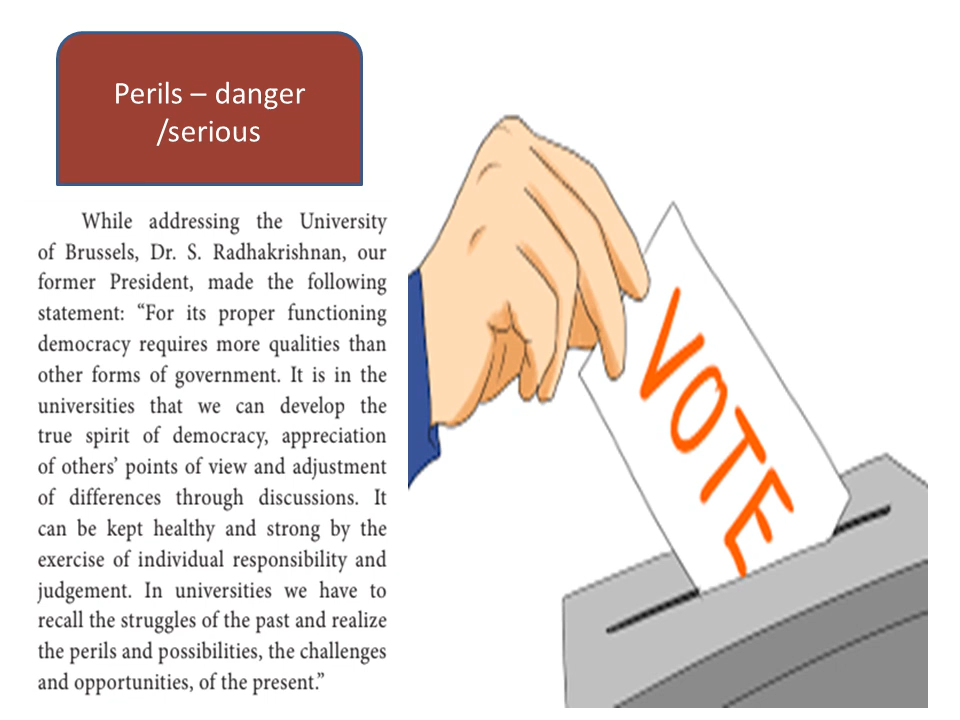 Perils – danger
/serious
While addressing the University
of Brussels, Dr. S. Radhakrishnan, our
former President, made the following
statement: “For its proper functioning
democracy requires more qualities than
other forms of government. It is in the
universities that we can develop the
true spirit of democracy, appreciation
of others’ points of view and adjustment
of differences through discussions. It
can be kept healthy and strong by the
exercise of individual responsibility and
judgement. In universities we have to
recall the struggles of the past and realize
the perils and possibilities, the challenges
and opportunities, of the present.”
VOTE